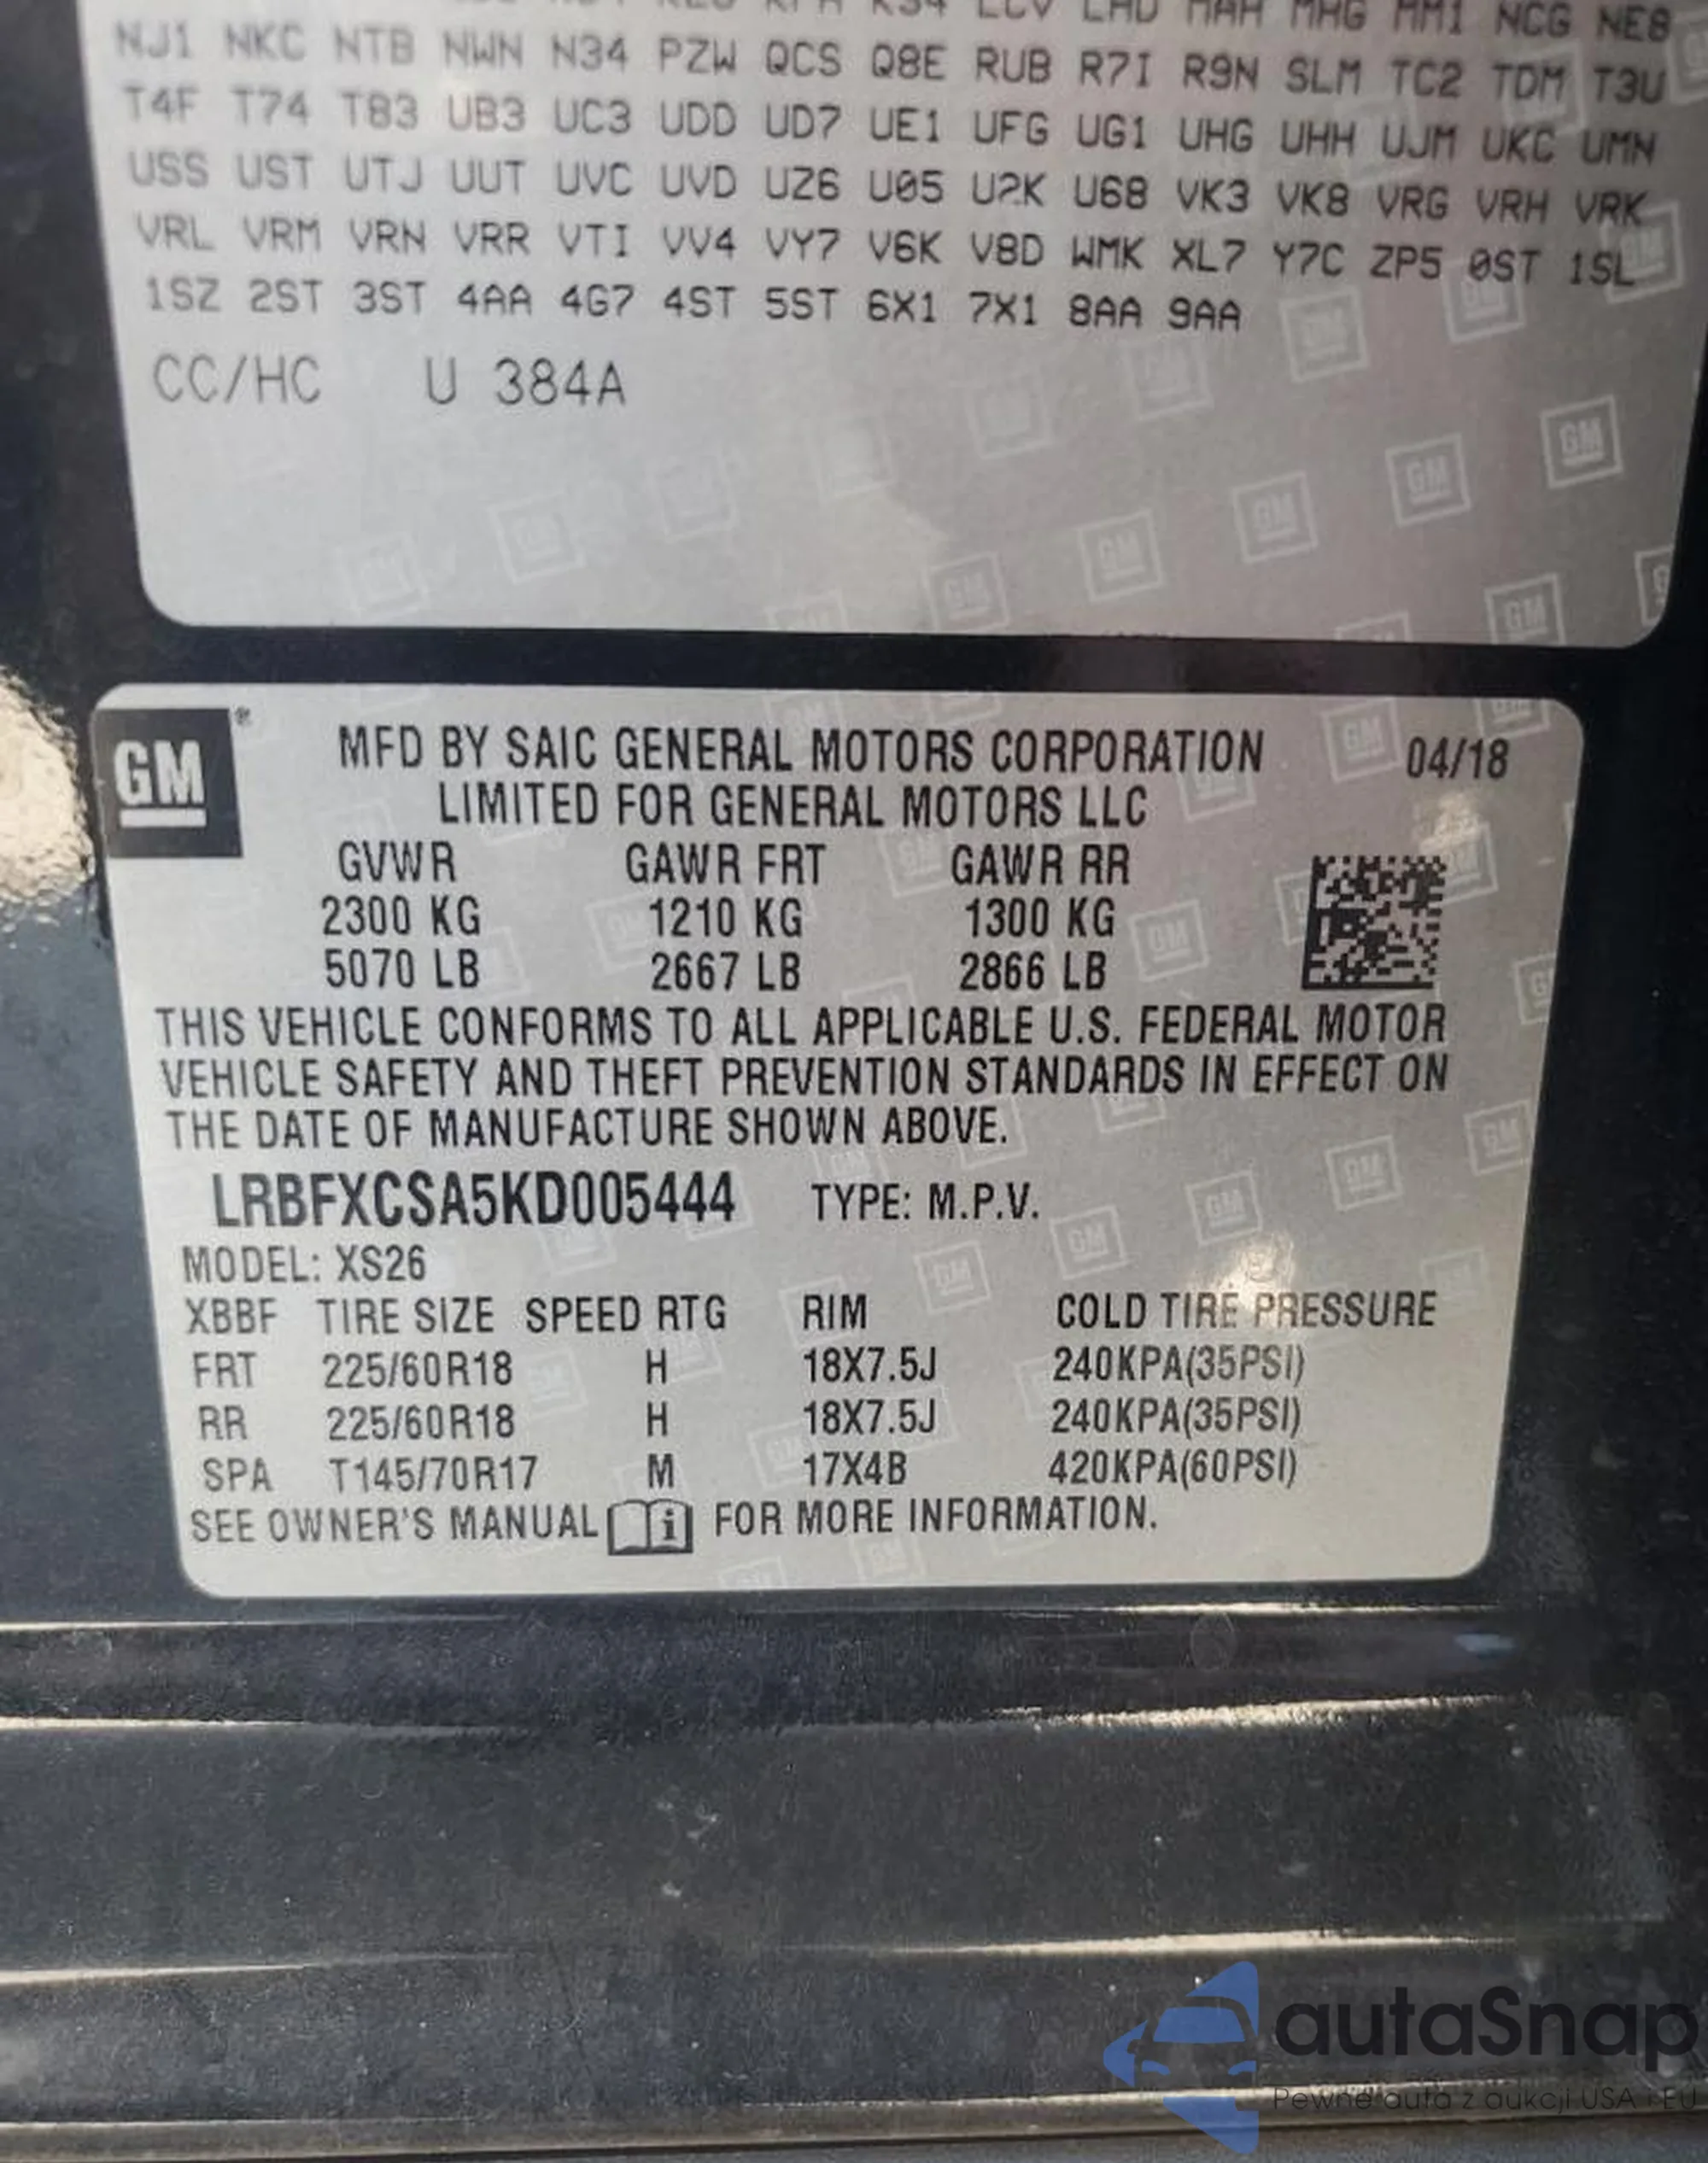 LCV LHD MAH MHG MM1 NCG NE8
NJ1 NKC NTB NWN N34 PZW QCS Q8E RUB R7I R9N SLM TC2 TDM T3U
T4F T74 T83 UB3 UC3 UDD UD7 UE1 UFG UG1 UHG UHH UJM UKC UMN
USS UST UTJ UUT UVC UVD UZ6 U05 U2K U68 VK3 VK8 VRG VRH VRK
VRL VRM VRN VRR VTI VV4 VY7 V6K V8D WMK XL7 Y7C ZP5 0ST 1SL
1SZ 2ST 3ST 4AA 4G7 4ST 5ST 6X1 7X1 8AA 9AA
CC/HC U 384A
GM®
MFD BY SAIC GENERAL MOTORS CORPORATION 04/18
LIMITED FOR GENERAL MOTORS LLC
GVWR GAWR FRT GAWR RR
2300 KG 1210 KG 1300 KG
5070 LB 2667 LB 2866 LB
THIS VEHICLE CONFORMS TO ALL APPLICABLE U.S. FEDERAL MOTOR
VEHICLE SAFETY AND THEFT PREVENTION STANDARDS IN EFFECT ON
THE DATE OF MANUFACTURE SHOWN ABOVE.
LRBFXCSA5KD005444 TYPE: M.P.V.
MODEL: XS26
XBBF TIRE SIZE SPEED RTG RIM COLD TIRE PRESSURE
FRT 225/60R18 H 18X7.5J 240KPA(35PSI)
RR 225/60R18 H 18X7.5J 240KPA(35PSI)
SPA T145/70R17 M 17X4B 420KPA(60PSI)
SEE OWNER'S MANUAL i FOR MORE INFORMATION.
autaSnap
Pewne auta z aukcji USA i EU